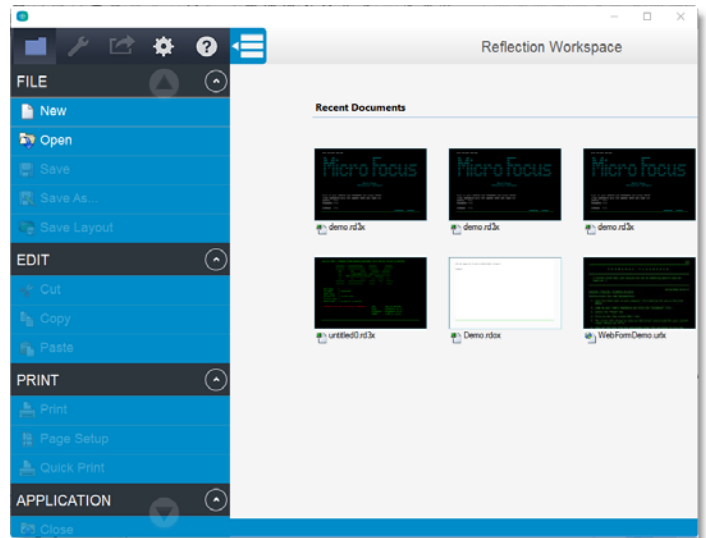 Reflection Workspace
FILE
New
Open
Save
Save As...
Save Layout
EDIT
Cut
Copy
Paste
PRINT
Print
Page Setup
Quick Print
APPLICATION
Close
Recent Documents
Micro Focus
Micro Focus
Micro Focus
demo.rd3x
demo.rd3x
demo.rd3x
untitled0.rd3x
Demo.rdox
WebFormDemo.urlx